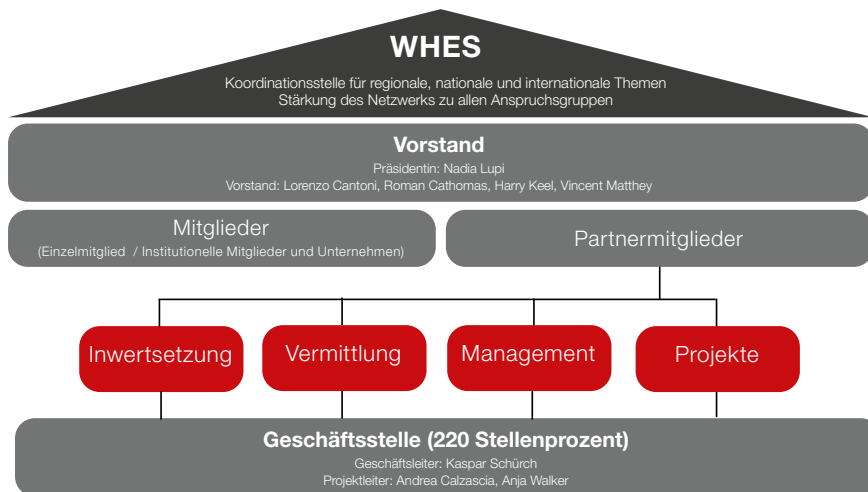 WHES
Koordinationsstelle für regionale, nationale und internationale Themen
Stärkung des Netzwerks zu allen Anspruchsgruppen
Vorstand
Präsidentin: Nadia Lupi
Vorstand: Lorenzo Cantoni, Roman Cathomas, Harry Keel, Vincent Matthey
Mitglieder
(Einzelmitglied / Institutionelle Mitglieder und Unternehmen)
Partnermitglieder
Inwertsetzung
Vermittlung
Management
Projekte
Geschäftsstelle (220 Stellenprozent)
Geschäftsleiter: Kaspar Schürch
Projektleiter: Andrea Calzascia, Anja Walker